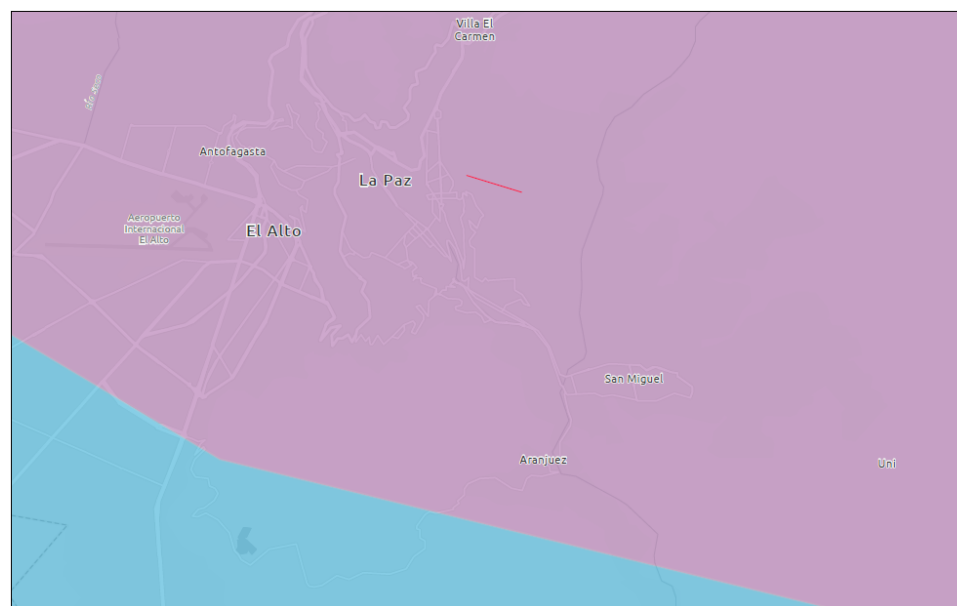 Villa El
Carmen
Antofagasta
La Paz
Aeropuerto
Internacional
El Alto
El Alto
San Miguel
Aranjuez
Uni